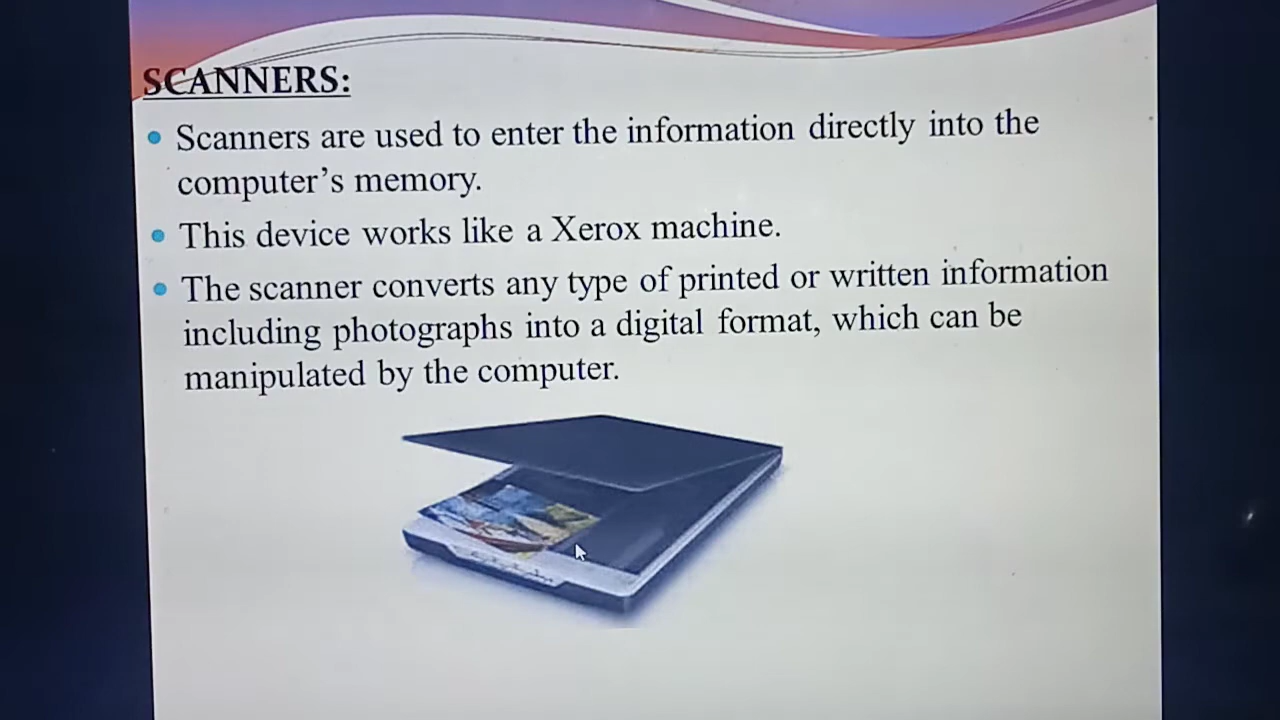 SCANNERS:
• Scanners are used to enter the information directly into the
computer’s memory.
• This device works like a Xerox machine.
• The scanner converts any type of printed or written information
including photographs into a digital format, which can be
manipulated by the computer.